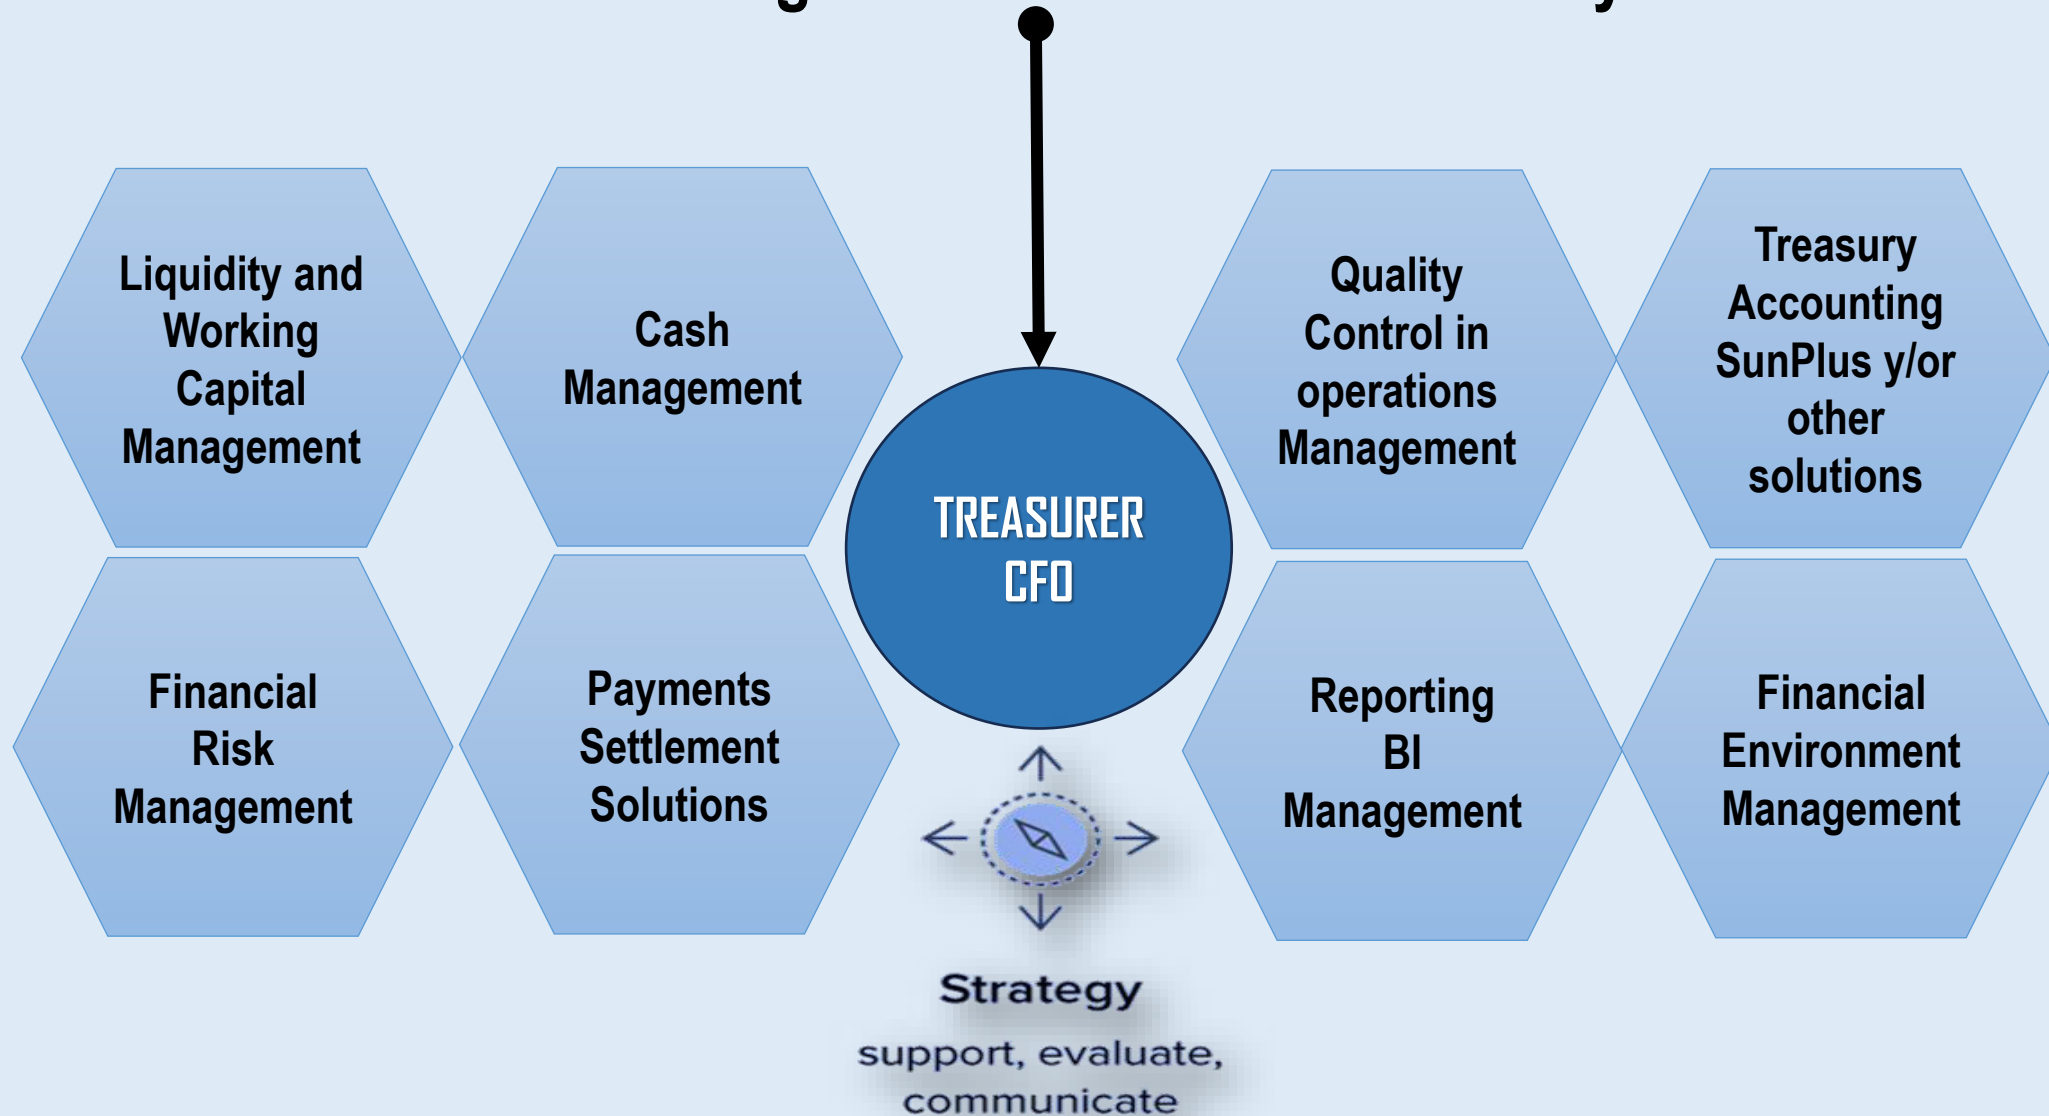 Liquidity and
Working
Capital
Management
Cash
Management
Quality
Control in
operations
Management
Treasury
Accounting
SunPlus y/or
other
solutions
TREASURER
CFO
Financial
Risk
Management
Payments
Settlement
Solutions
Reporting
BI
Management
Financial
Environment
Management
Strategy
support, evaluate,
communicate